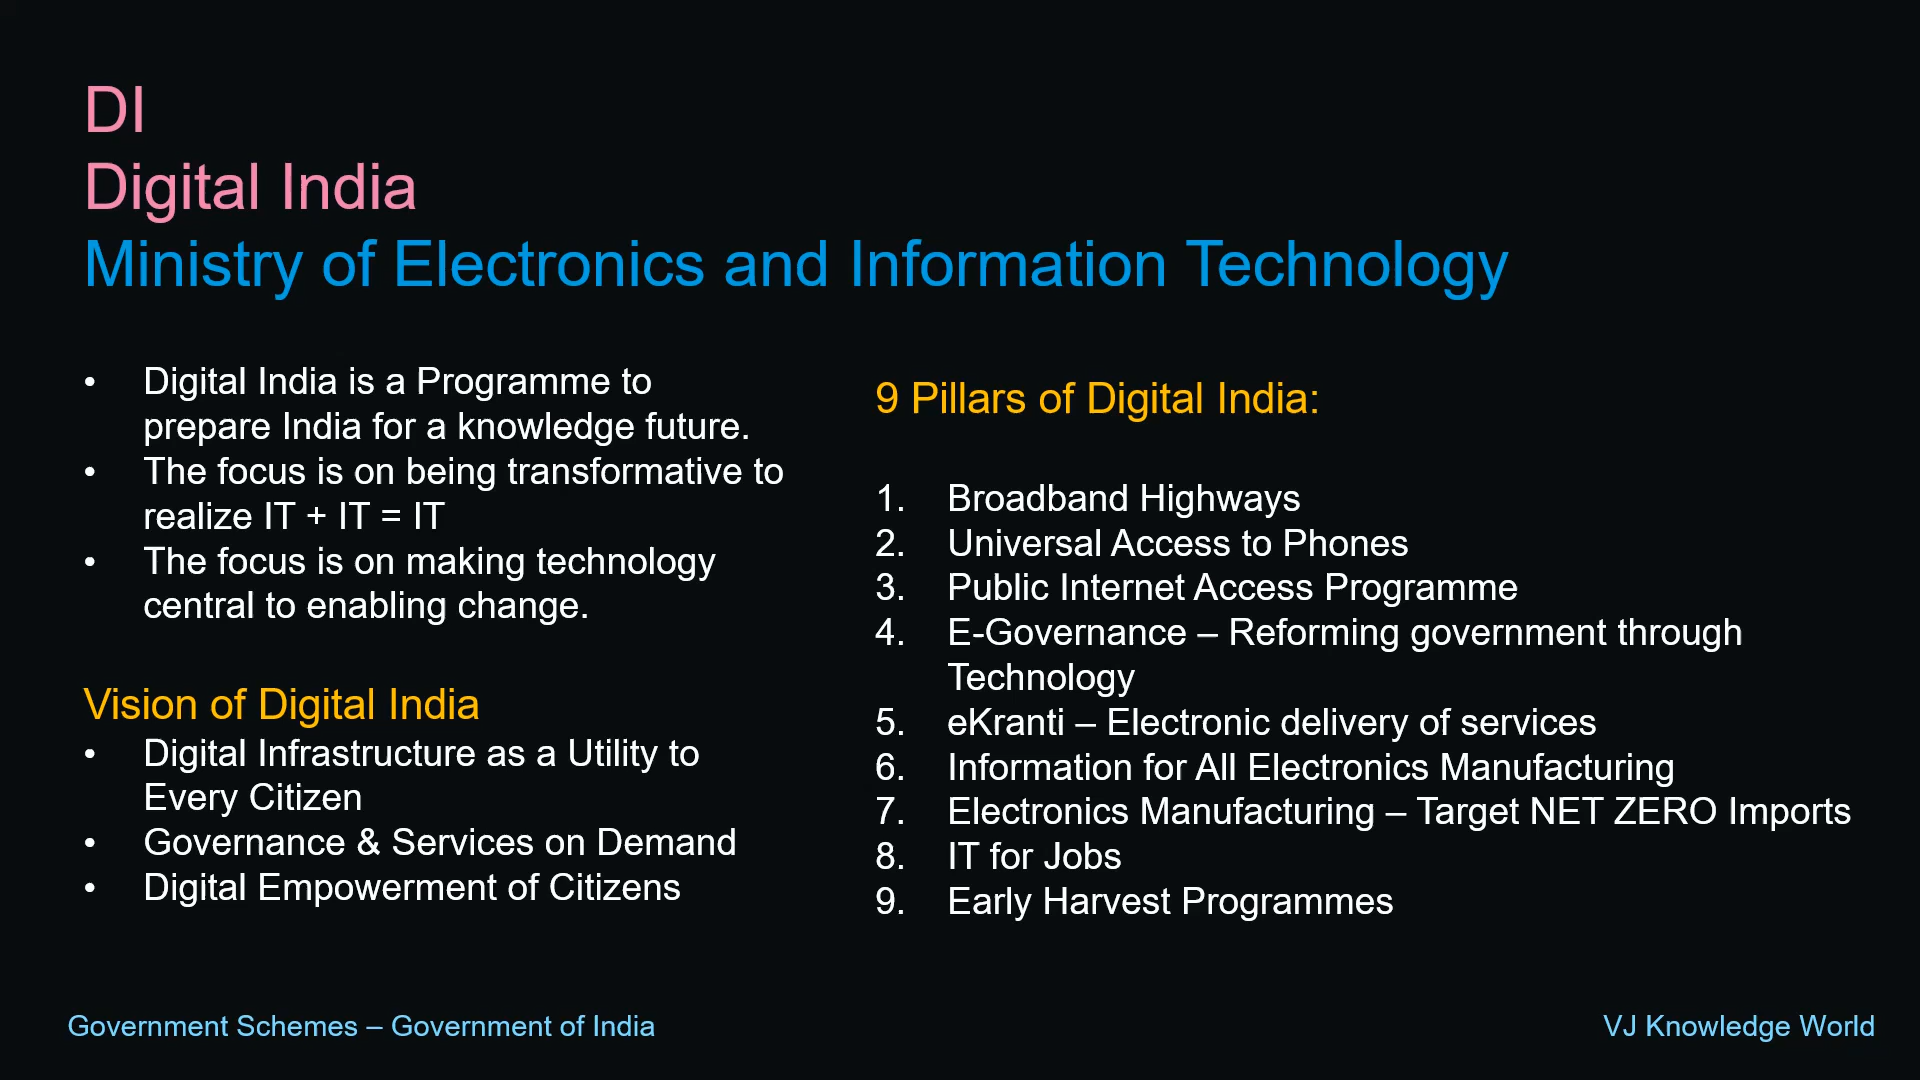 DI
Digital India
Ministry of Electronics and Information Technology
• Digital India is a Programme to
prepare India for a knowledge future.
• The focus is on being transformative to
realize IT + IT = IT
• The focus is on making technology
central to enabling change.
Vision of Digital India
• Digital Infrastructure as a Utility to
Every Citizen
• Governance & Services on Demand
• Digital Empowerment of Citizens
9 Pillars of Digital India:
1. Broadband Highways
2. Universal Access to Phones
3. Public Internet Access Programme
4. E-Governance – Reforming government through
Technology
5. eKranti – Electronic delivery of services
6. Information for All Electronics Manufacturing
7. Electronics Manufacturing – Target NET ZERO Imports
8. IT for Jobs
9. Early Harvest Programmes
Government Schemes – Government of India
VJ Knowledge World